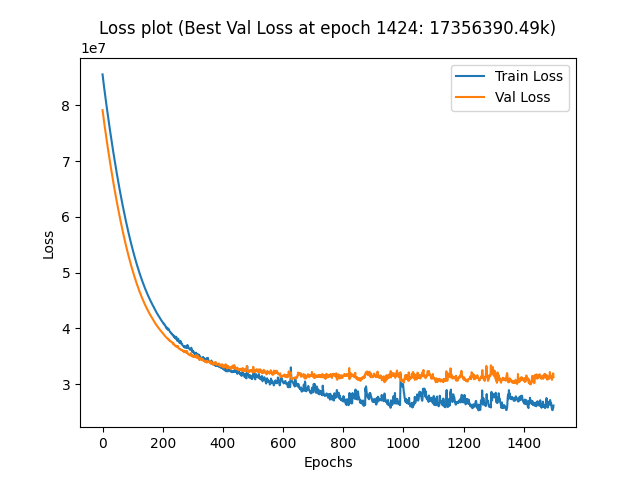 Loss plot (Best Val Loss at epoch 1424: 17356390.49k)
1e7
Train Loss
Val Loss
8
7
6
5
4
3
Loss
0 200 400 600 800 1000 1200 1400
Epochs